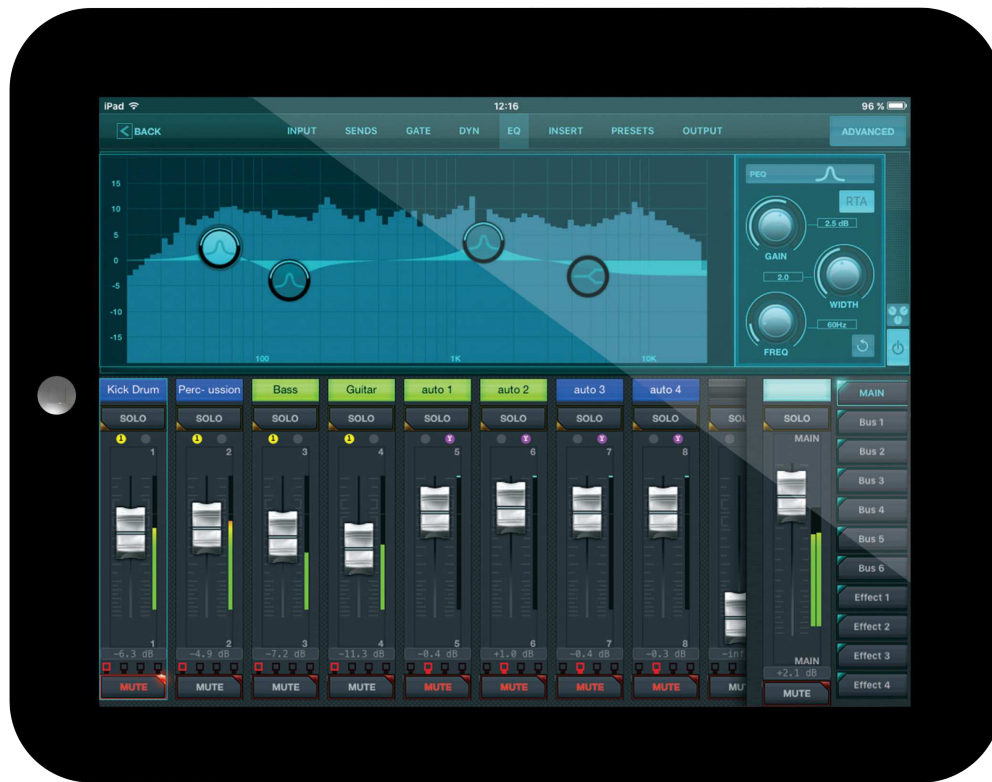 iPad 12:16 96 %
BACK INPUT SENDS GATE DYN EQ INSERT PRESETS OUTPUT ADVANCED
15
10
5
0
-5
-10
-15
100 1K 10K
PEQ
RTA
2.5 dB
GAIN
2.0
WIDTH
60Hz
FREQ
Kick Drum Perc- ussion Bass Guitar auto 1 auto 2 auto 3 auto 4 MAIN
SOLO SOLO SOLO SOLO SOLO SOLO SOLO SOLO SOL SOLO Bus 1
1 1 1 1 Y Y Y Y MAIN
1 2 3 4 5 6 7 8 Bus 2
Bus 3
Bus 4
Bus 5
Bus 6
Effect 1
Effect 2
1 2 3 4 5 6 7 8 MAIN Effect 3
-6.3 dB -4.9 dB -7.2 dB -11.3 dB -0.4 dB +1.0 dB -0.4 dB -0.3 dB -inf +2.1 dB
MUTE MUTE MUTE MUTE MUTE MUTE MUTE MUTE MU MUTE Effect 4